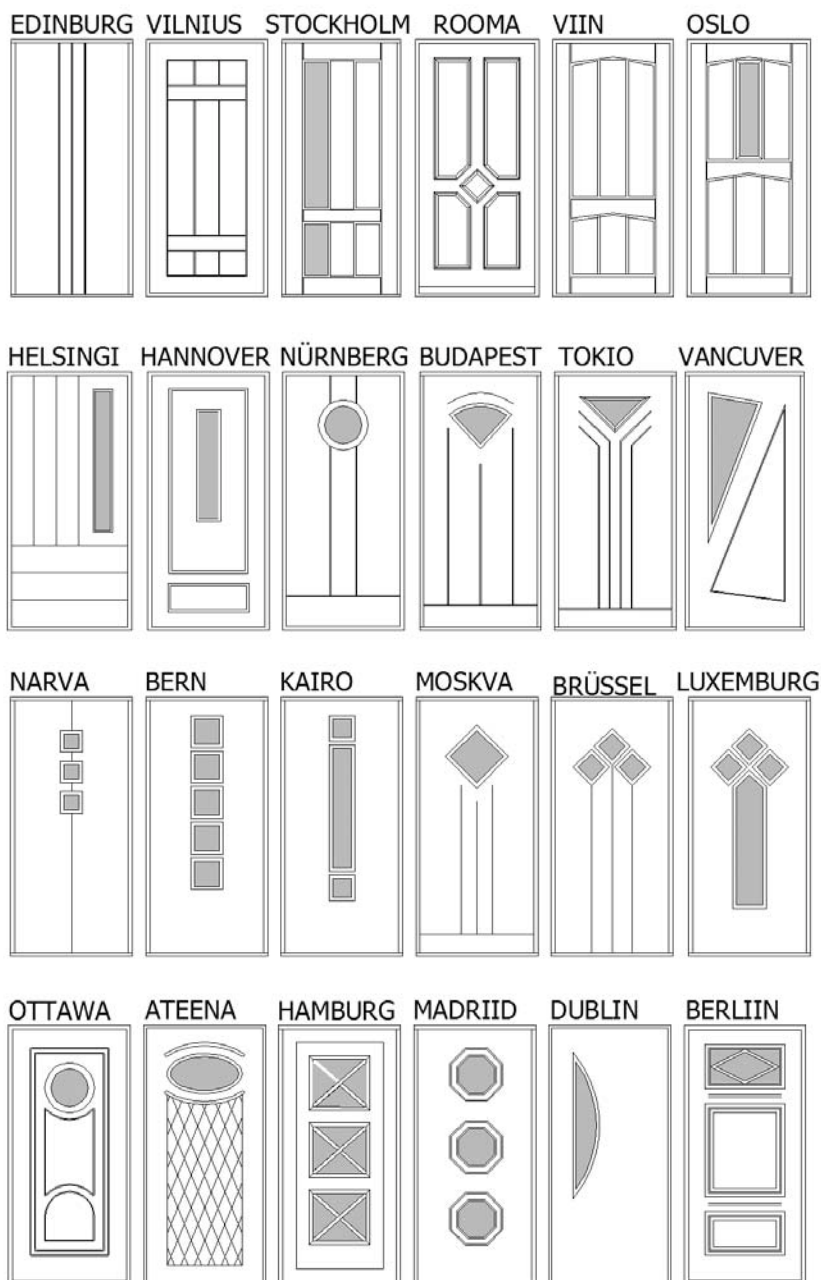 EDINBURG VILNIUS STOCKHOLM ROOMA VIIN OSLO
HELSINGI HANNOVER NÜRNBERG BUDAPEST TOKIO VANCUVER
NARVA BERN KAIRO MOSKVA BRÜSSEL LUXEMBURG
OTTAWA ATEENA HAMBURG MADRIID DUBLIN BERLIIN